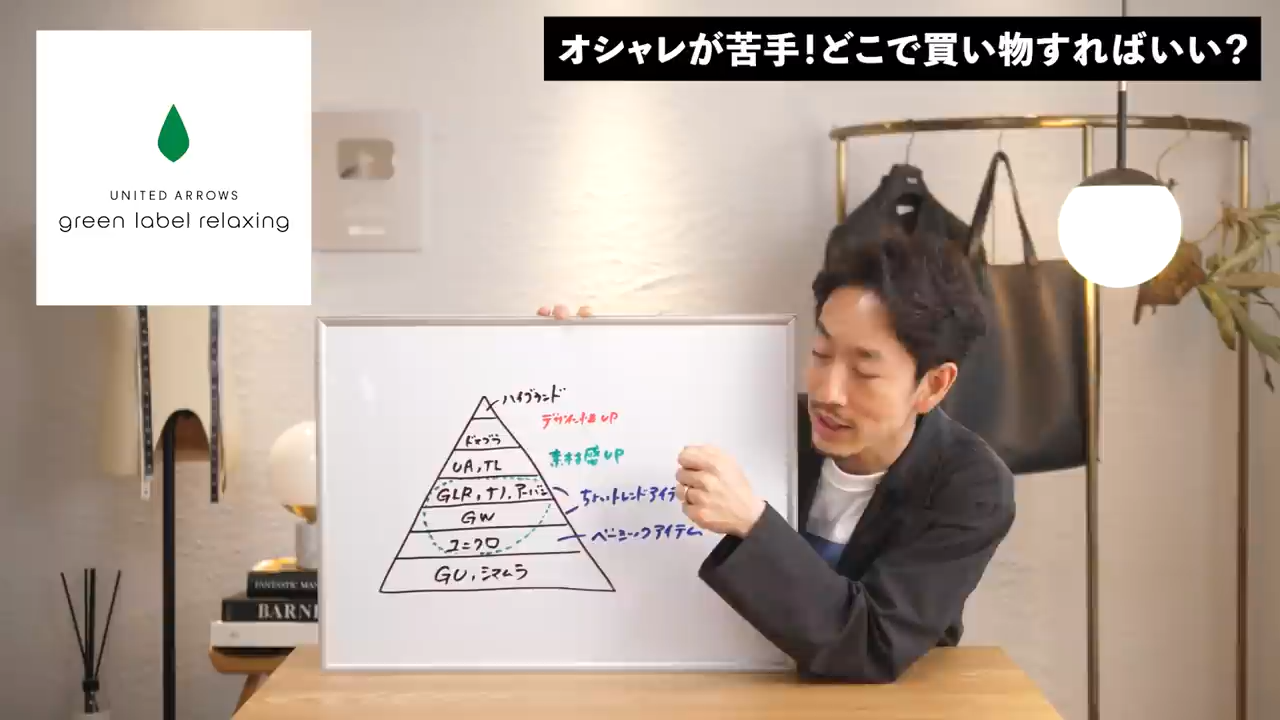 オシャレが苦手!どこで買い物すればいい?
UNITED ARROWS
green label relaxing
ハイブランド
デザイン性UP
ドメブラ
素材感UP
UA,TL
GLR,ナノ,アーバン
ちょいトレンドアイテ
GW
ユニクロ
ベーシックアイテム
GU,シマムラ
FANTASTIC MAN
BARNE